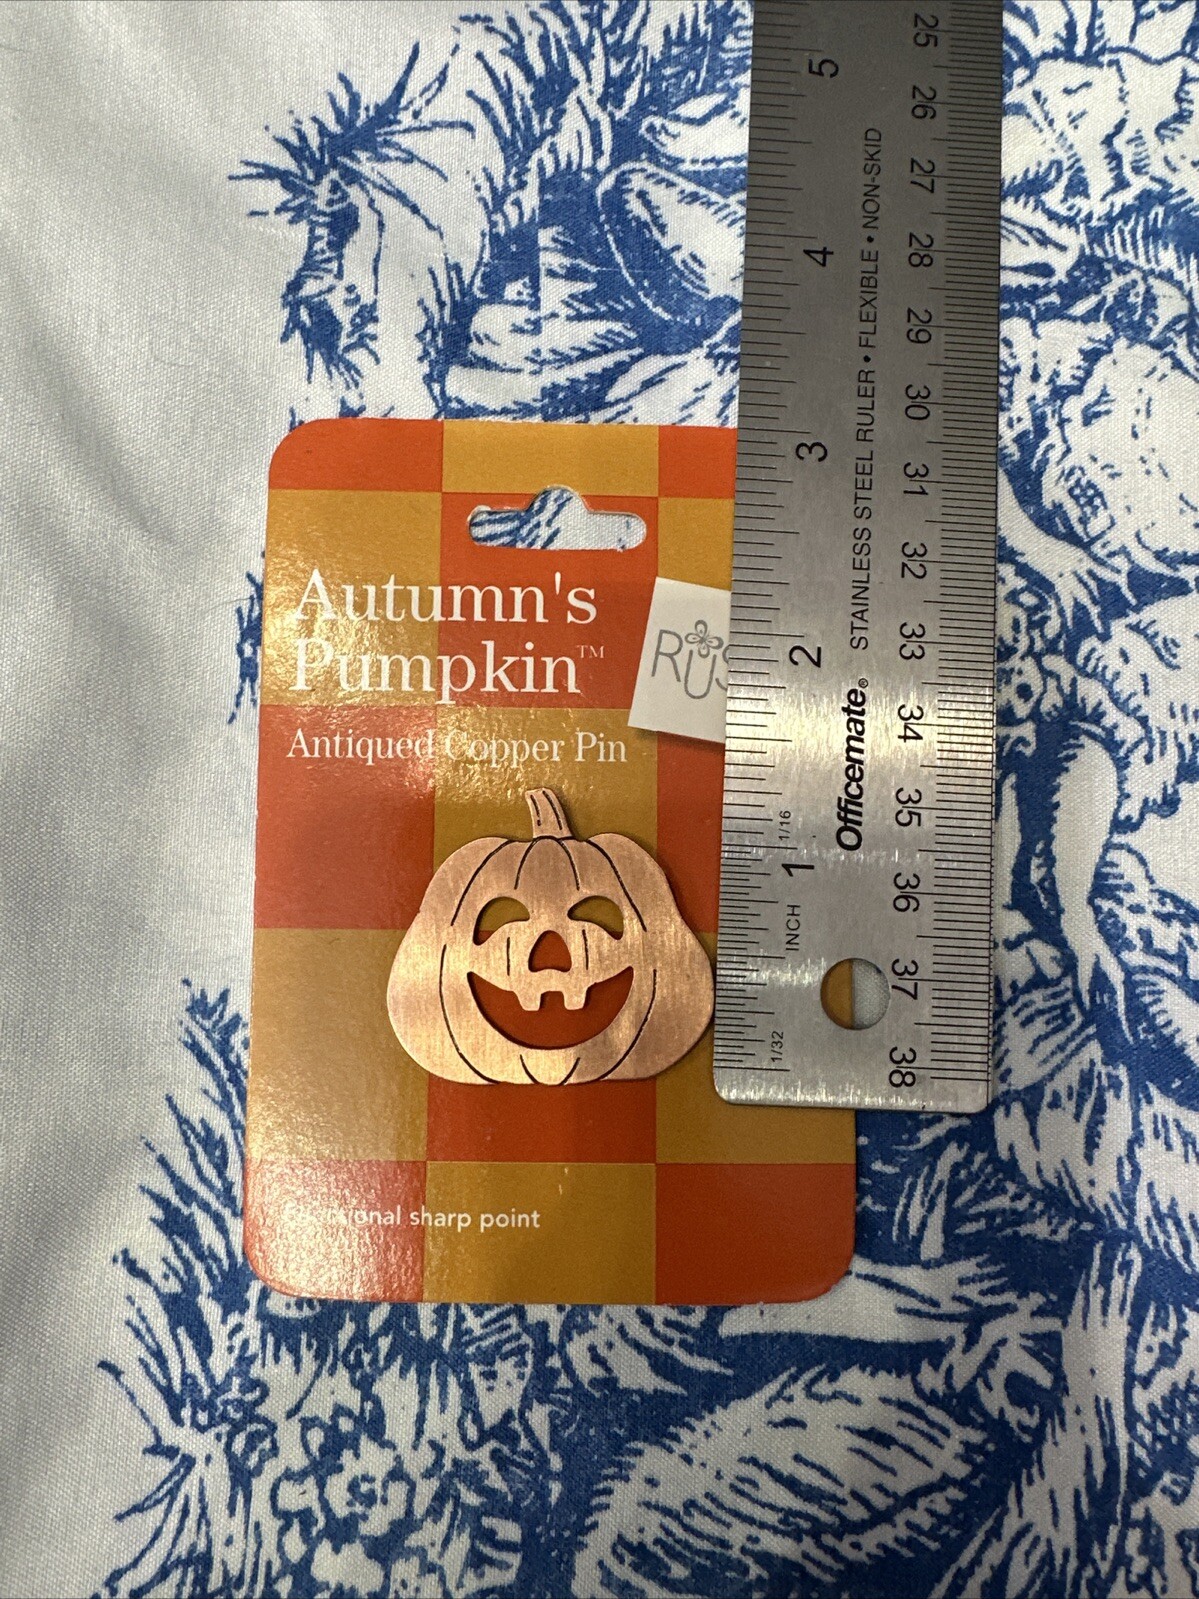 Autumn's
Pumpkin™
Antiqued Copper Pin
RUS
sharp point
5
4
3
2
1
INCH
1/16
1/32
Officemate® STAINLESS STEEL RULER • FLEXIBLE • NON-SKID
25 26 27 28 29 30 31 32 33 34 35 36 37 38